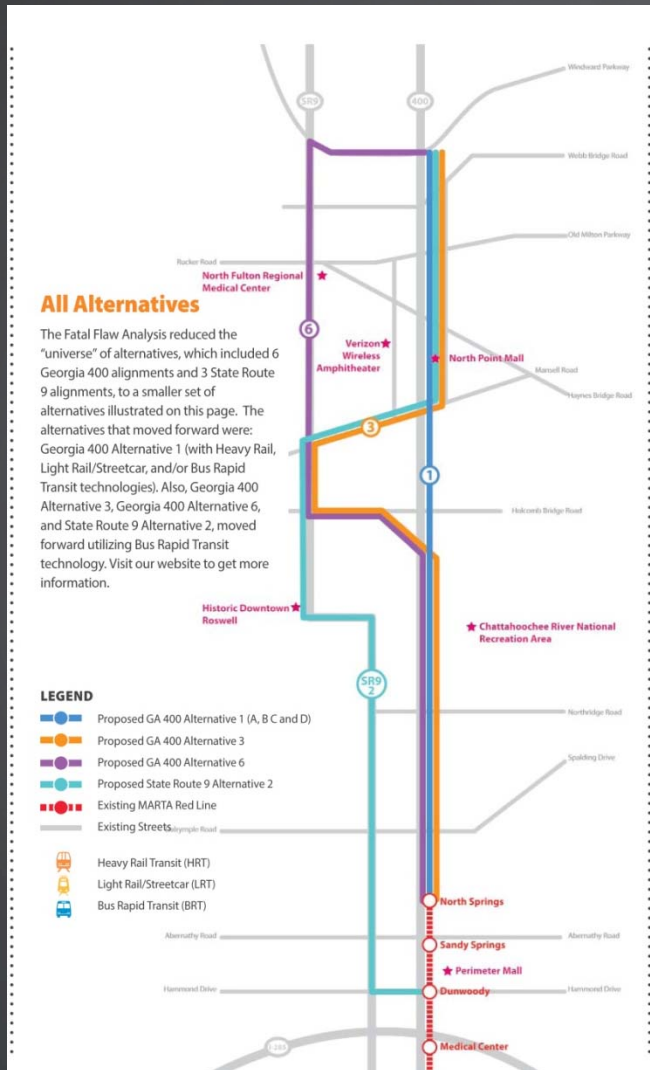 Windward Parkway
SR9
400
Webb Bridge Road
Old Milton Parkway
Rucker Road
North Fulton Regional
Medical Center
All Alternatives
The Fatal Flaw Analysis reduced the
"universe" of alternatives, which included 6
Georgia 400 alignments and 3 State Route
9 alignments, to a smaller set of
alternatives illustrated on this page. The
alternatives that moved forward were:
Georgia 400 Alternative 1 (with Heavy Rail,
Light Rail/Streetcar, and/or Bus Rapid
Transit technologies). Also, Georgia 400
Alternative 3, Georgia 400 Alternative 6,
and State Route 9 Alternative 2, moved
forward utilizing Bus Rapid Transit
technology. Visit our website to get more
information.
6
Verizon
Wireless
Amphitheater
North Point Mall
Mansell Road
Haynes Bridge Road
3
1
Holcomb Bridge Road
Historic Downtown
Roswell
Chattahoochee River National
Recreation Area
SR9
2
Northridge Road
Spalding Drive
LEGEND
Proposed GA 400 Alternative 1 (A, B C and D)
Proposed GA 400 Alternative 3
Proposed GA 400 Alternative 6
Proposed State Route 9 Alternative 2
Existing MARTA Red Line
Existing Streets
Heavy Rail Transit (HRT)
Light Rail/Streetcar (LRT)
Bus Rapid Transit (BRT)
North Springs
Abernathy Road
Abernathy Road
Sandy Springs
Perimeter Mall
Hammond Drive
Dunwoody
Hammond Drive
I-285
Medical Center